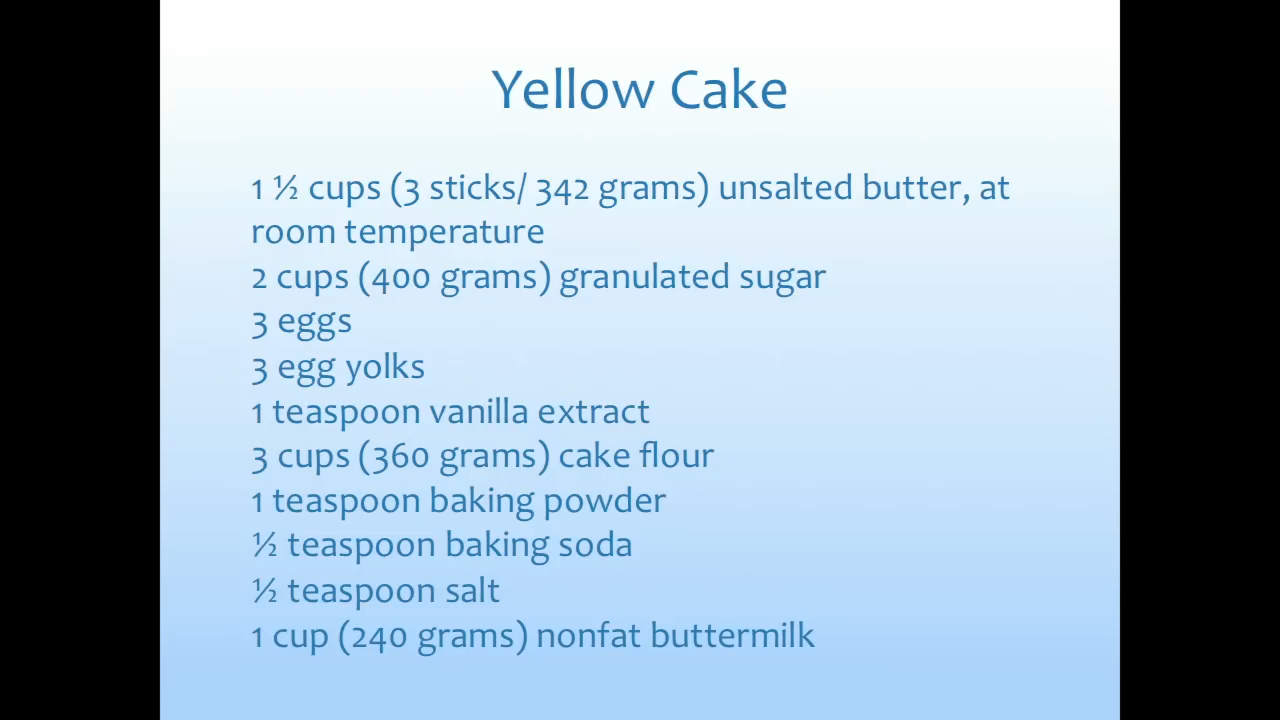 Yellow Cake
1 ½ cups (3 sticks/ 342 grams) unsalted butter, at
room temperature
2 cups (400 grams) granulated sugar
3 eggs
3 egg yolks
1 teaspoon vanilla extract
3 cups (360 grams) cake flour
1 teaspoon baking powder
½ teaspoon baking soda
½ teaspoon salt
1 cup (240 grams) nonfat buttermilk